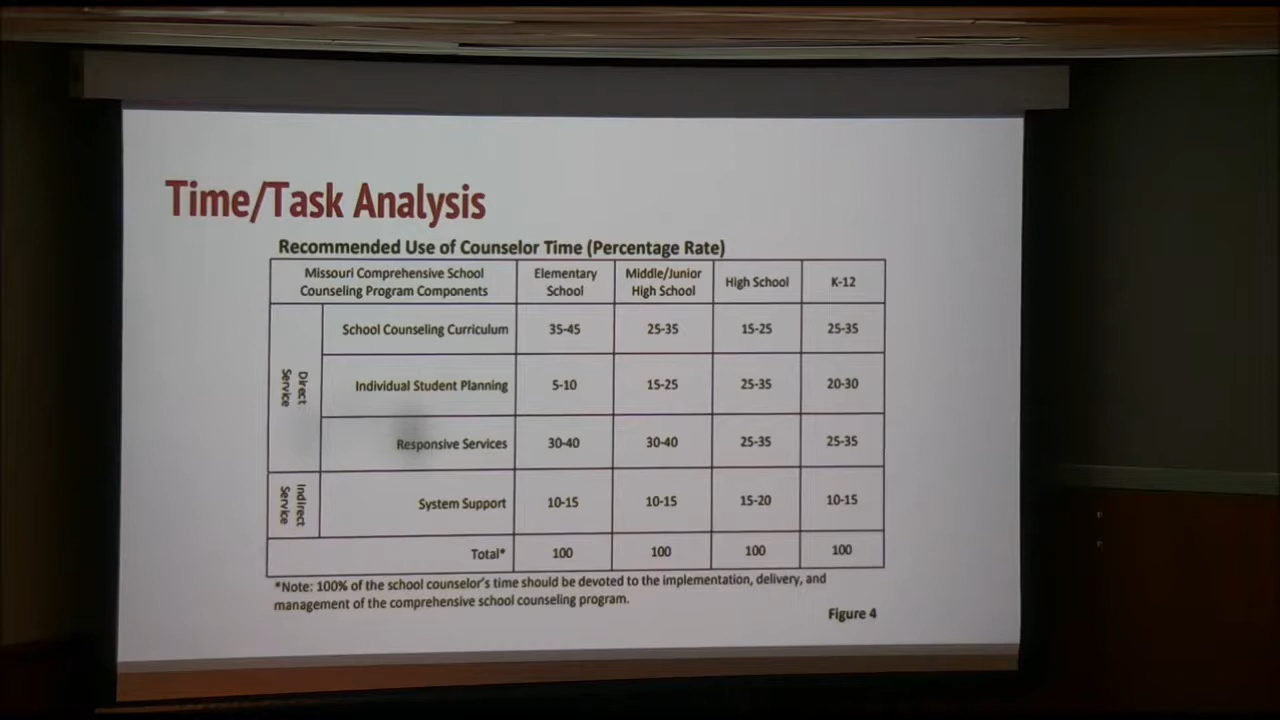 Time/Task Analysis
Recommended Use of Counselor Time (Percentage Rate)
Missouri Comprehensive School
Counseling Program Components
Elementary
School
Middle/Junior
High School
High School
K-12
Direct
Service
School Counseling Curriculum 35-45 25-35 15-25 25-35
Individual Student Planning 5-10 15-25 25-35 20-30
Responsive Services 30-40 30-40 25-35 25-35
Indirect
Service
System Support 10-15 10-15 15-20 10-15
Total* 100 100 100 100
*Note: 100% of the school counselor's time should be devoted to the implementation, delivery, and
management of the comprehensive school counseling program.
Figure 4